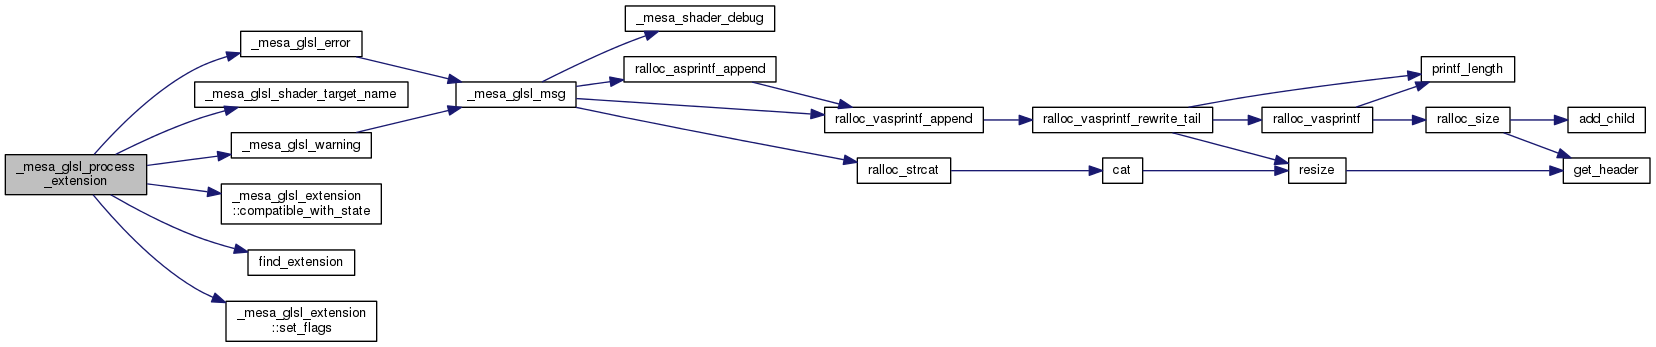 _mesa_glsl_process
_extension
_mesa_glsl_error
_mesa_glsl_shader_target_name
_mesa_glsl_warning
_mesa_glsl_extension
::compatible_with_state
find_extension
_mesa_glsl_extension
::set_flags
_mesa_glsl_msg
_mesa_shader_debug
ralloc_asprintf_append
ralloc_vasprintf_append
ralloc_strcat
ralloc_vasprintf_rewrite_tail
cat
printf_length
ralloc_vasprintf
resize
ralloc_size
add_child
get_header